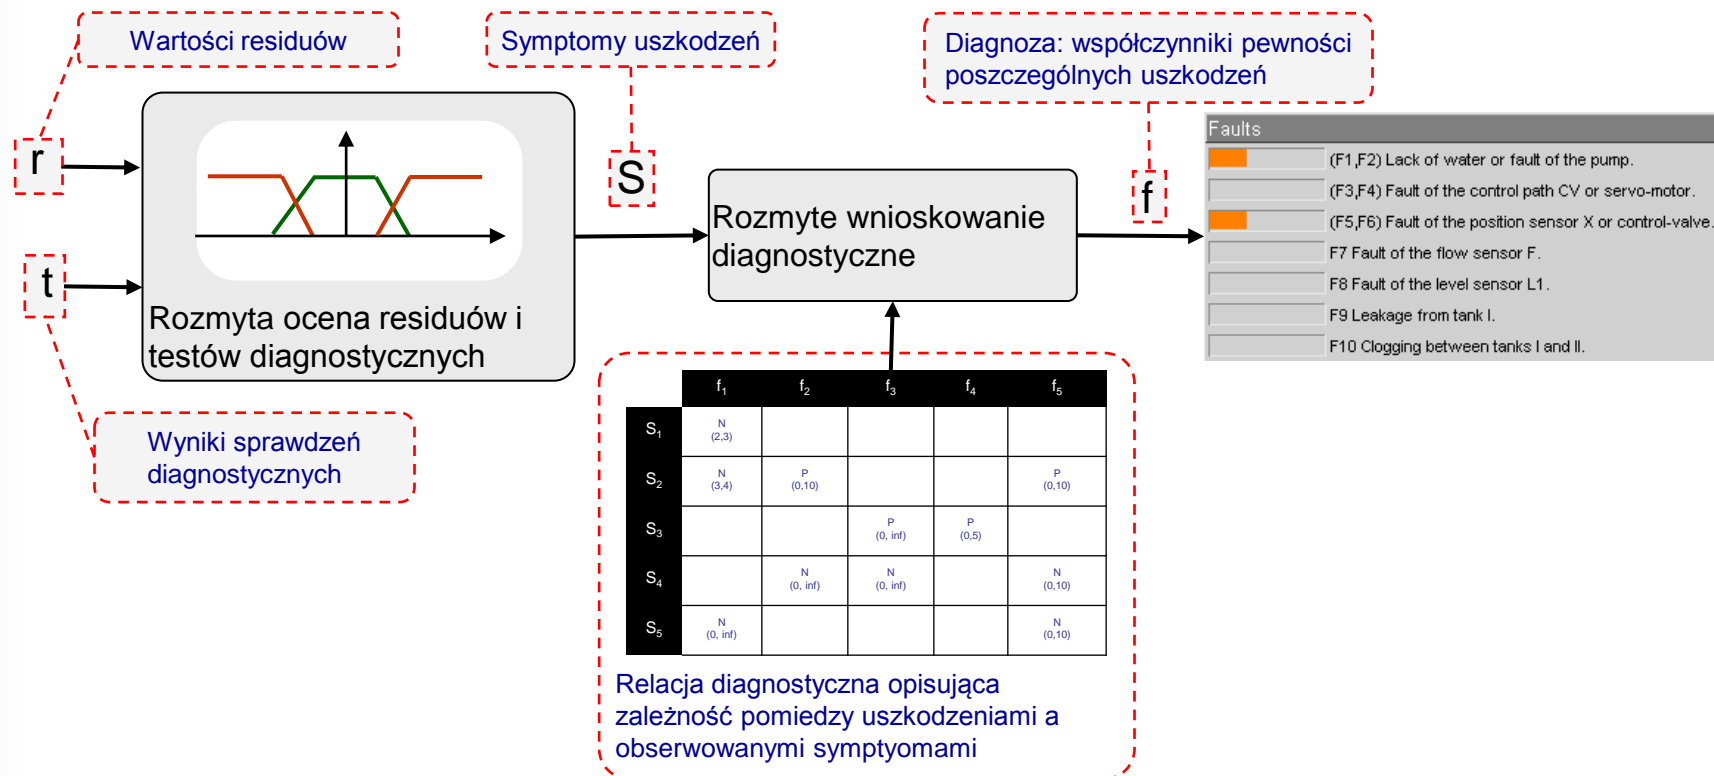 Wartości residuów
Symptomy uszkodzeń
Diagnoza: współczynniki pewności
poszczególnych uszkodzeń
r
t
S
f
Rozmyta ocena residuów i
testów diagnostycznych
Wyniki sprawdzeń
diagnostycznych
Rozmyte wnioskowanie
diagnostyczne
Faults
(F1,F2) Lack of water or fault of the pump.
(F3,F4) Fault of the control path CV or servo-motor.
(F5,F6) Fault of the position sensor X or control-valve.
F7 Fault of the flow sensor F.
F8 Fault of the level sensor L1.
F9 Leakage from tank I.
F10 Clogging between tanks I and II.
f1 f2 f3 f4 f5
S1 N (2,3)
S2 N (3,4) P (0,10) P (0,10)
S3 P (0, inf) P (0,5)
S4 N (0, inf) N (0, inf) N (0,10)
S5 N (0, inf) N (0,10)
Relacja diagnostyczna opisująca
zależność pomiedzy uszkodzeniami a
obserwowanymi symptyomami